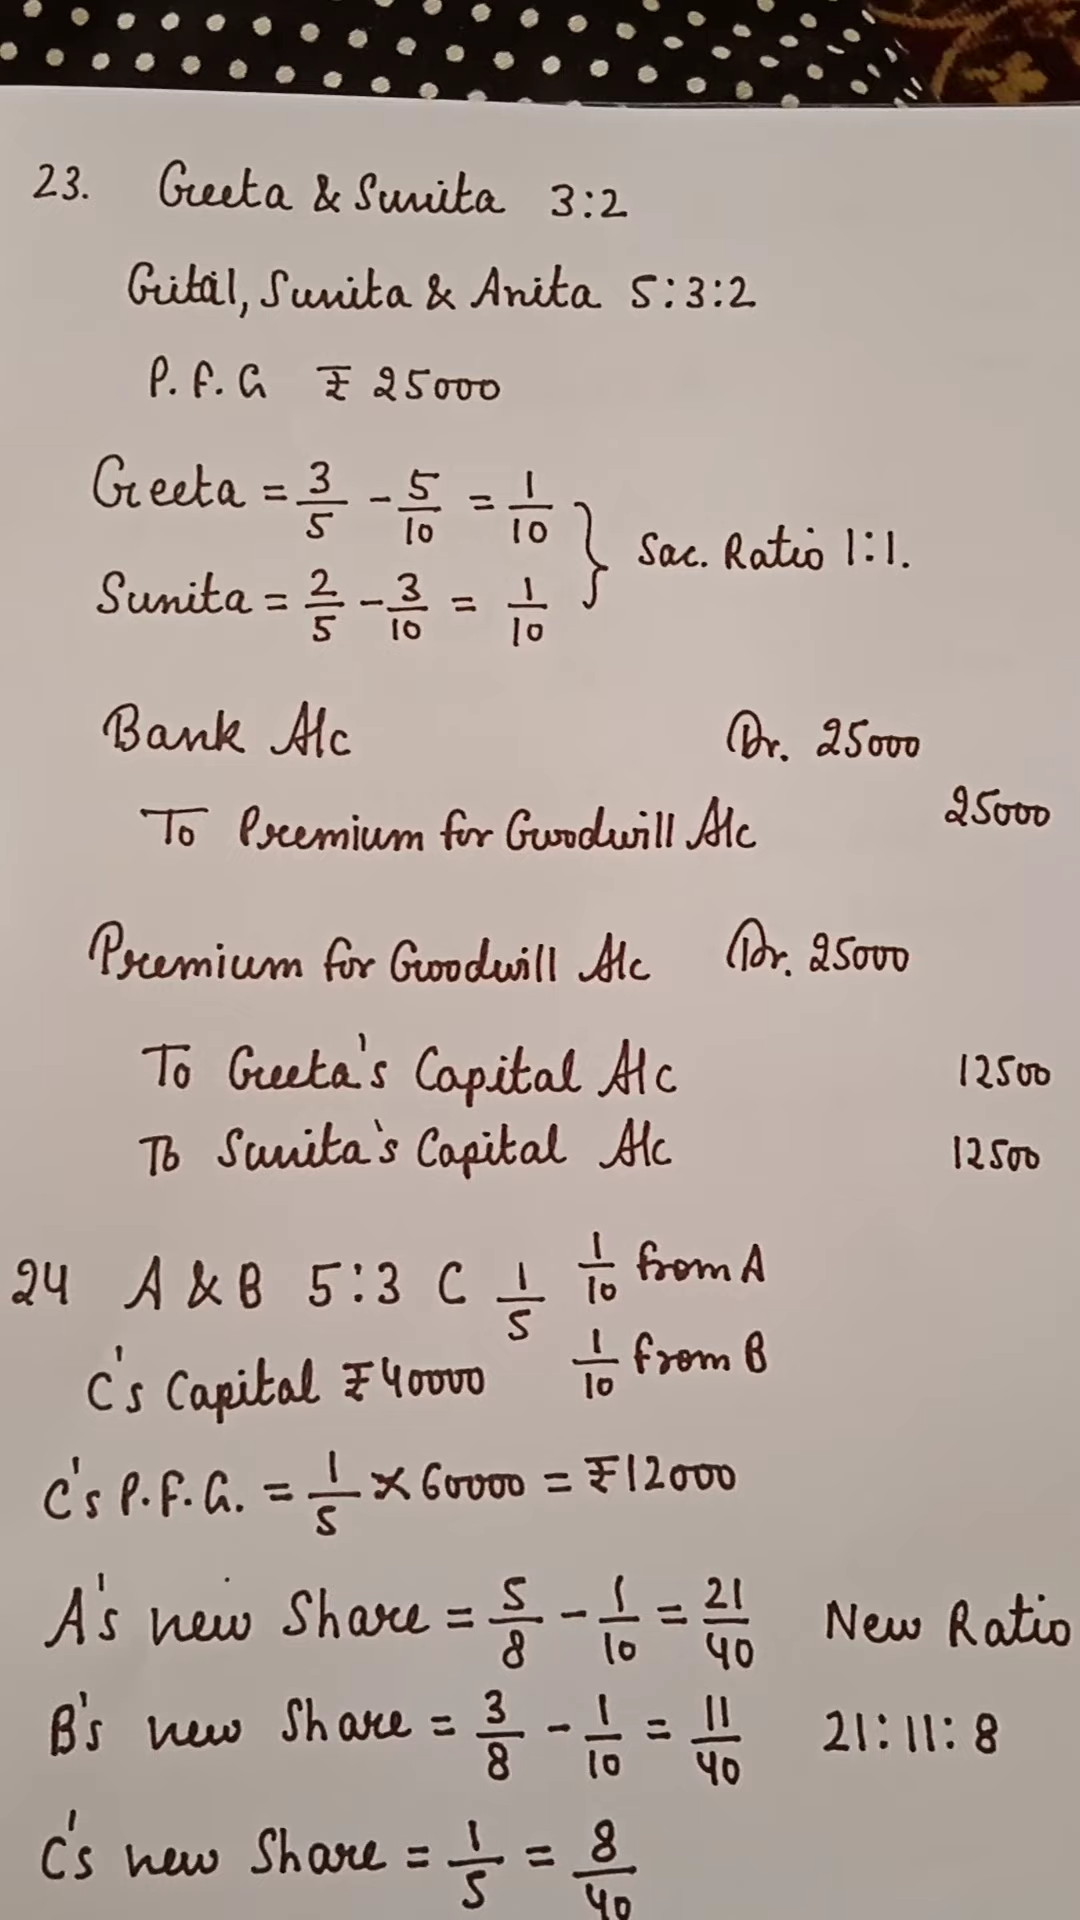 23. Geeta & Sunita 3:2
Gita, Sunita & Anita 5:3:2
P.F.G ₹ 25000
Geeta = 3/5 - 5/10 = 1/10
Sunita = 2/5 - 3/10 = 1/10 } Sac. Ratio 1:1.
Bank A/c Dr. 25000
To Premium for Goodwill A/c 25000
Premium for Goodwill A/c Dr. 25000
To Geeta's Capital A/c 12500
To Sunita's Capital A/c 12500
24 A & B 5:3 C 1/5 1/10 from A
C's Capital ₹40000 1/10 from B
C's P.F.G. = 1/5 × 60000 = ₹12000
A's new Share = 5/8 - 1/10 = 21/40 New Ratio
B's new Share = 3/8 - 1/10 = 11/40 21:11:8
C's new Share = 1/5 = 8/40